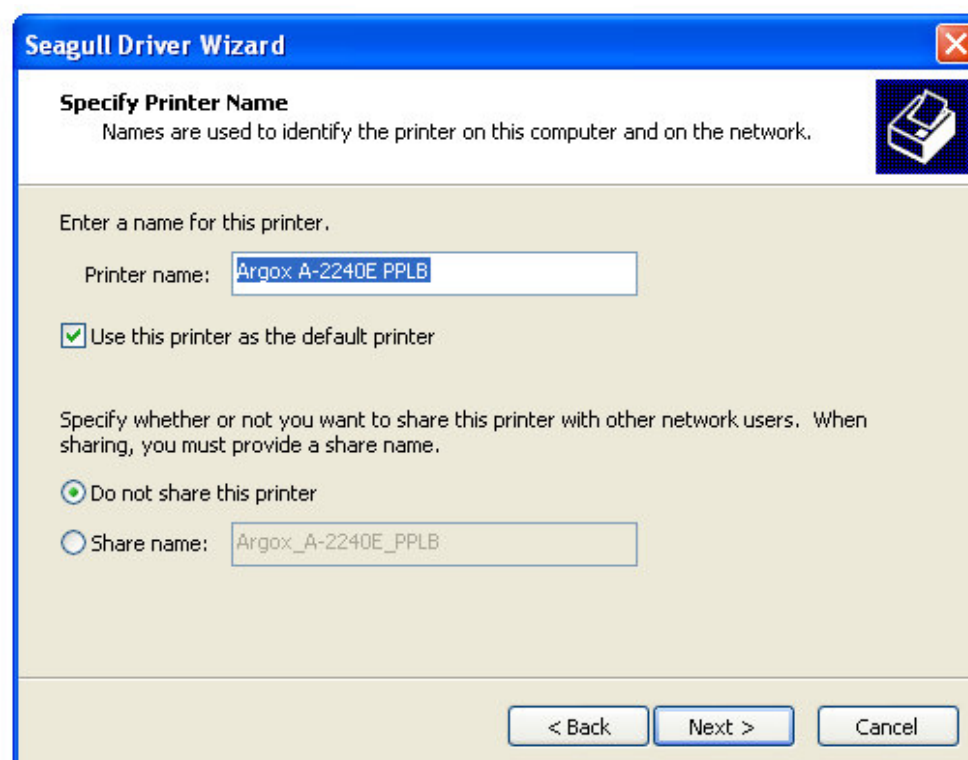 Seagull Driver Wizard
Specify Printer Name
Names are used to identify the printer on this computer and on the network.
Enter a name for this printer.
Printer name: Argox A-2240E PPLB
Use this printer as the default printer
Specify whether or not you want to share this printer with other network users.  When
sharing, you must provide a share name.
Do not share this printer
Share name: Argox_A-2240E_PPLB
< Back Next > Cancel